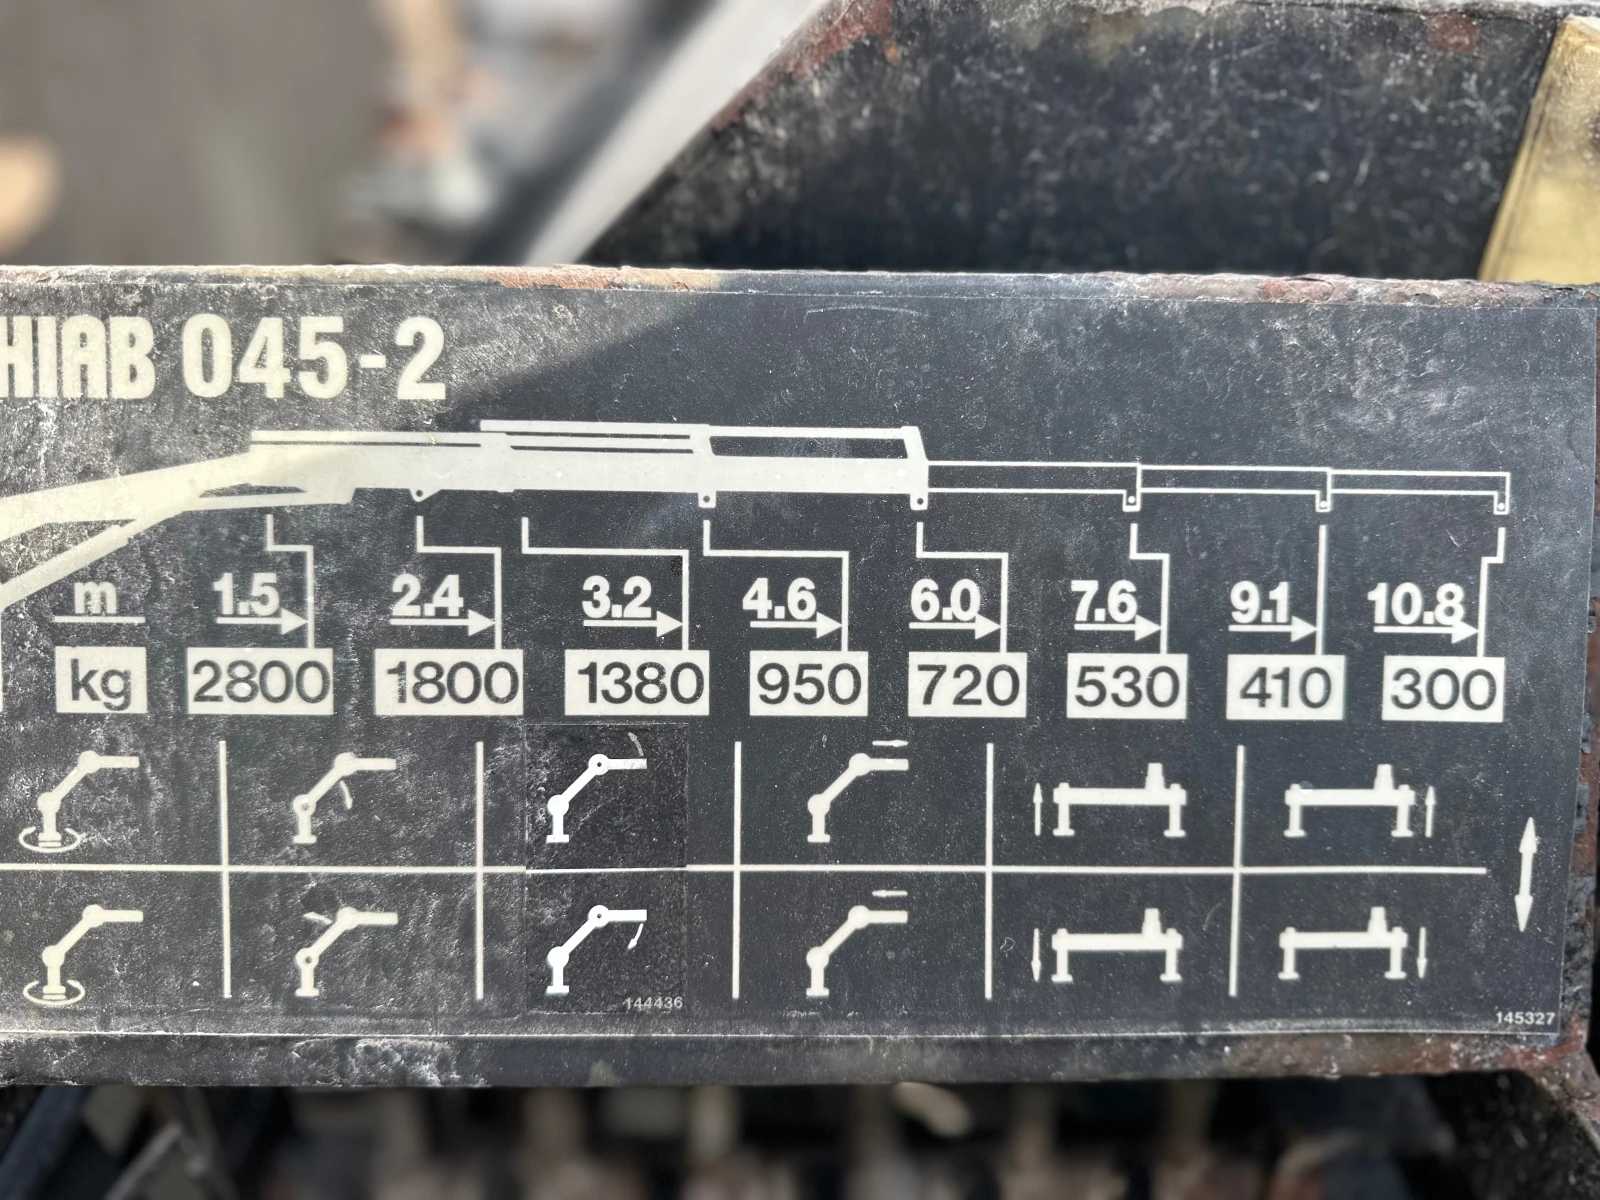 HIAB 045-2
m 1.5 2.4 3.2 4.6 6.0 7.6 9.1 10.8
kg 2800 1800 1380 950 720 530 410 300
144436
145327